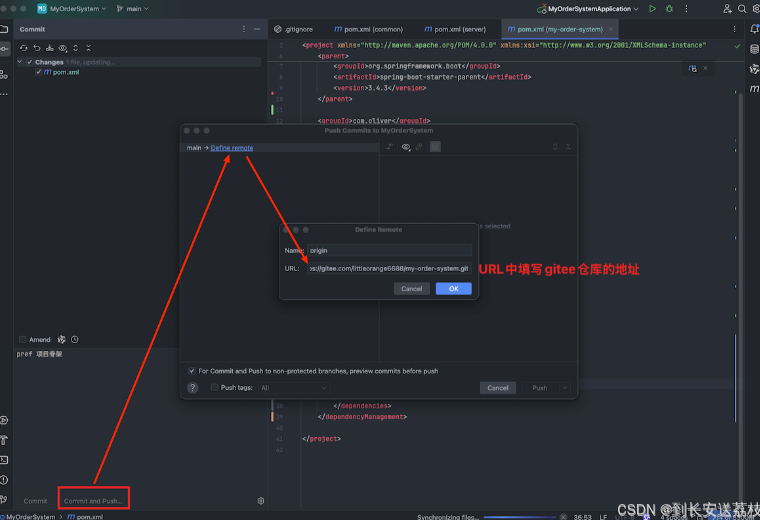 MyOrderSystem
main
MyOrderSystemApplication
Commit
.gitignore
pom.xml (common)
pom.xml (server)
pom.xml (my-order-system)
Changes 1 file, updating...
pom.xml
<project xmlns="http://maven.apache.org/POM/4.0.0" xmlns:xsi="http://www.w3.org/2001/XMLSchema-instance"
<parent>
<groupId>org.springframework.boot</groupId>
<artifactId>spring-boot-starter-parent</artifactId>
<version>3.4.3</version>
10 </parent>
11
<groupId>com.oliver</groupId>
Push Commits to MyOrderSystem
main → Define remote
selected
Define Remote
Name: origin
URL: ps://gitee.com/littleorange6688/my-order-system.git
URL中填写gitee仓库的地址
Cancel
OK
Amend
pref 项目骨架
For Commit and Push to non-protected branches, preview commits before push
? Push tags: All
Cancel
Push
38 </dependencies>
39 </dependencyManagement>
40
41 </project>
42
Commit
Commit and Push...
MyOrderSystem > pom.xml
Synchronizing files...
36:53 LF
CSDN @到长安送荔枝